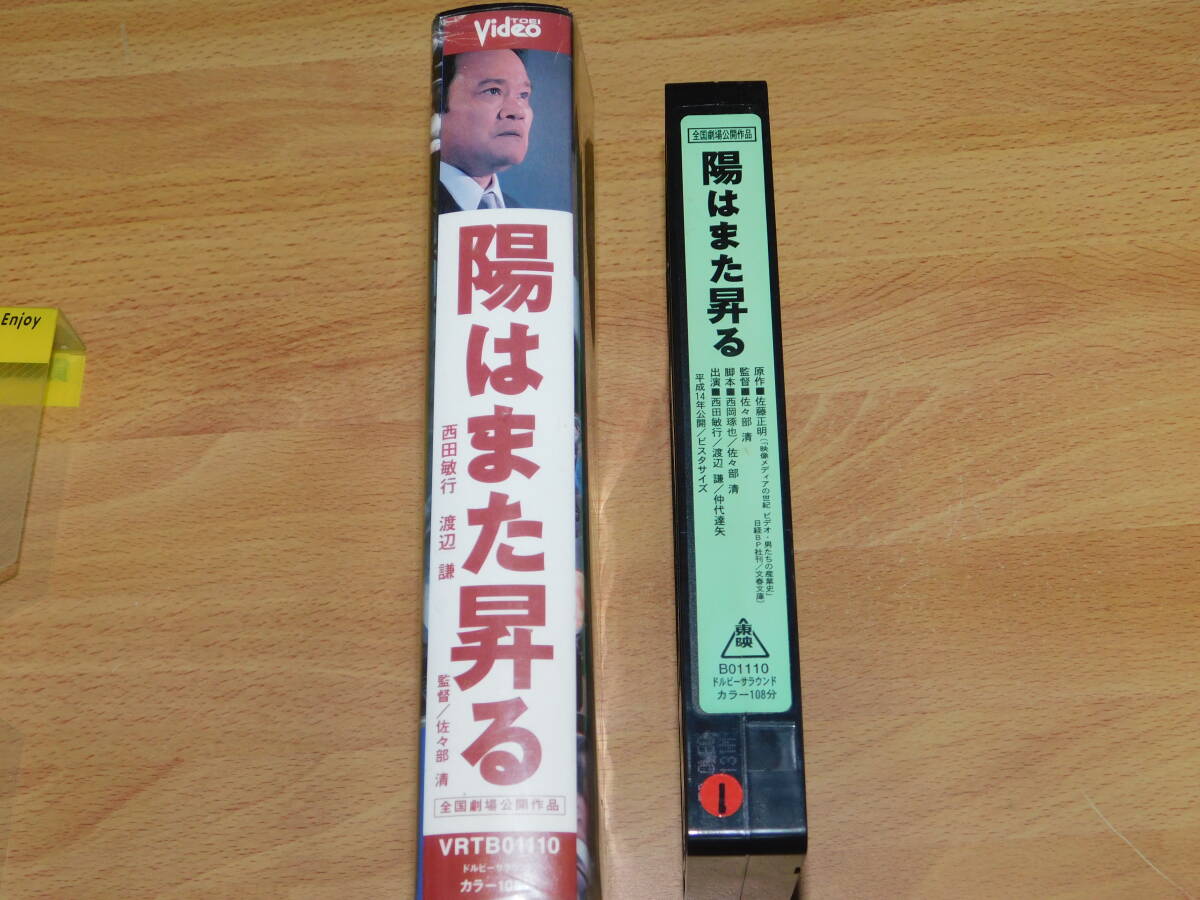 Enjoy
TOEI
Video
陽はまた昇る
西田敏行 渡辺 謙
監督/佐々部 清
全国劇場公開作品
VRTB01110
ドルビーサラウンド
カラー10
全国劇場公開作品
陽はまた昇る
原作■佐藤正明(「映像メディアの世紀 ビデオ・男たちの産業史」
日経BP社刊/文春文庫)
監督■佐々部 清
脚本■西岡琢也/佐々部 清
出演■西田敏行/渡辺 謙/仲代達矢
平成14年公開/ビスタサイズ
東映
B01110
ドルビーサラウンド
カラー108分
1